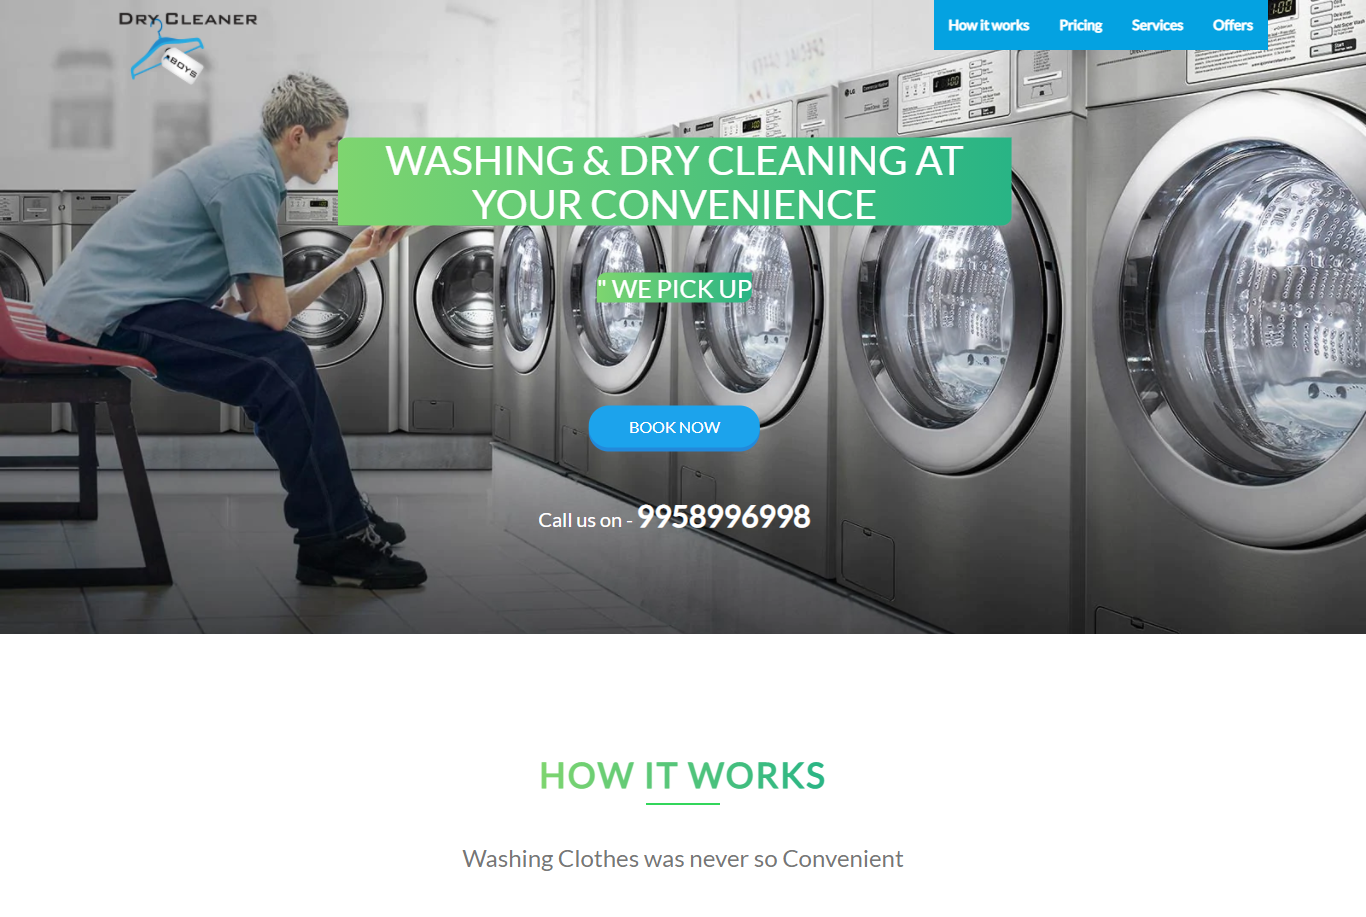 DRY CLEANER
BOYS
How it works
Pricing
Services
Offers
WASHING & DRY CLEANING AT
YOUR CONVENIENCE
" WE PICK UP
BOOK NOW
Call us on - 9958996998
HOW IT WORKS
Washing Clothes was never so Convenient